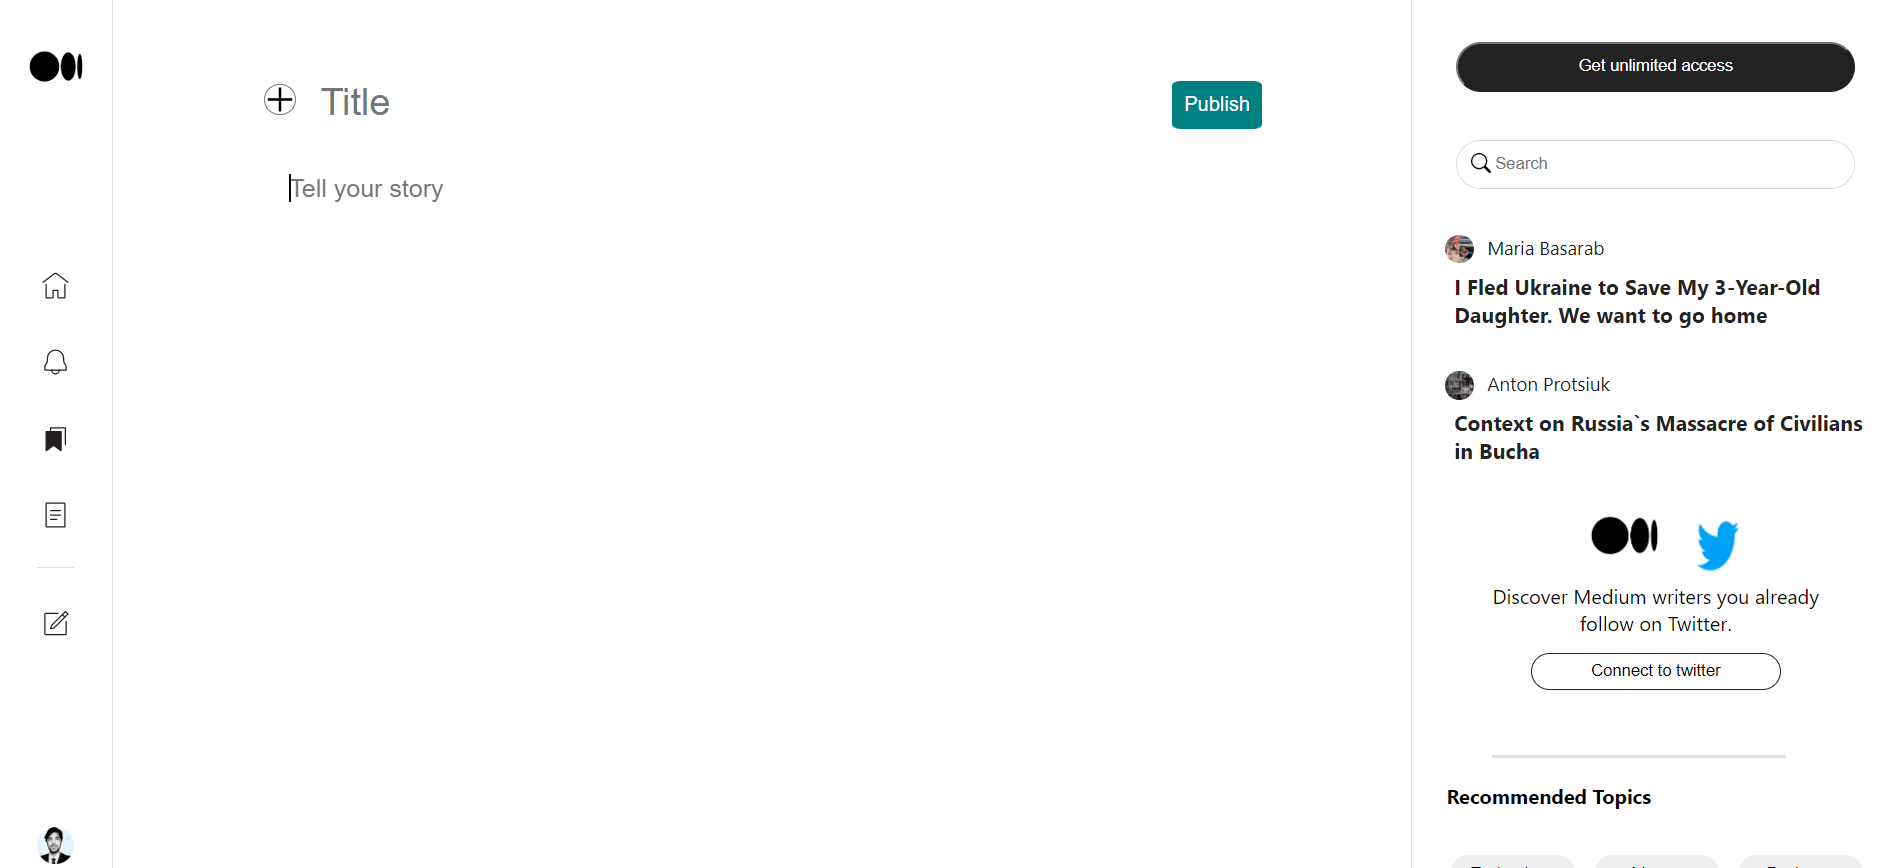 Title
Publish
Tell your story
Get unlimited access
Search
Maria Basarab
I Fled Ukraine to Save My 3-Year-Old
Daughter. We want to go home
Anton Protsiuk
Context on Russia`s Massacre of Civilians
in Bucha
Discover Medium writers you already
follow on Twitter.
Connect to twitter
Recommended Topics